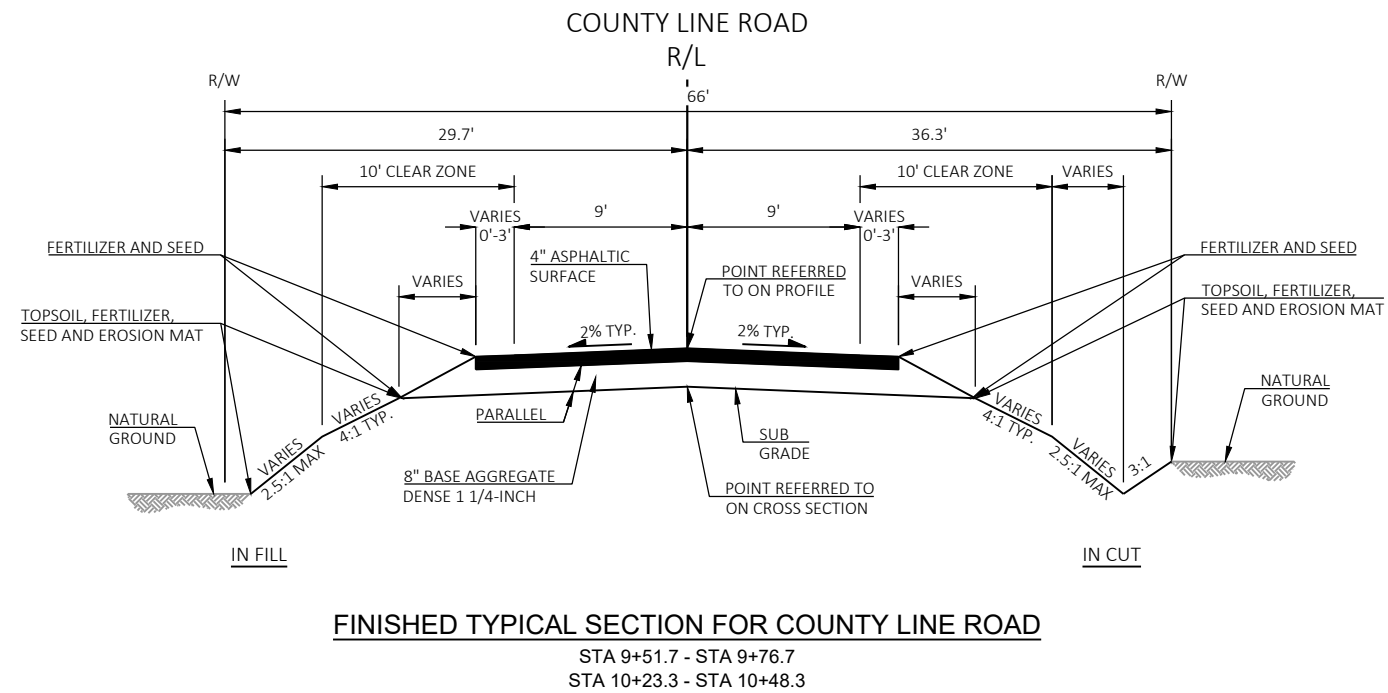 COUNTY LINE ROAD
R/L
R/W
R/W
66'
29.7'
36.3'
10' CLEAR ZONE
10' CLEAR ZONE
VARIES
VARIES
0'-3'
9'
9'
VARIES
0'-3'
FERTILIZER AND SEED
4" ASPHALTIC
SURFACE
POINT REFERRED
TO ON PROFILE
FERTILIZER AND SEED
VARIES
VARIES
TOPSOIL, FERTILIZER,
SEED AND EROSION MAT
TOPSOIL, FERTILIZER,
SEED AND EROSION MAT
2% TYP.
2% TYP.
NATURAL
GROUND
VARIES
4:1 TYP.
VARIES
2.5:1 MAX
PARALLEL
SUB
GRADE
VARIES
4:1 TYP.
VARIES
2.5:1 MAX
3:1
NATURAL
GROUND
8" BASE AGGREGATE
DENSE 1 1/4-INCH
POINT REFERRED TO
ON CROSS SECTION
IN FILL
IN CUT
FINISHED TYPICAL SECTION FOR COUNTY LINE ROAD
STA 9+51.7 - STA 9+76.7
STA 10+23.3 - STA 10+48.3